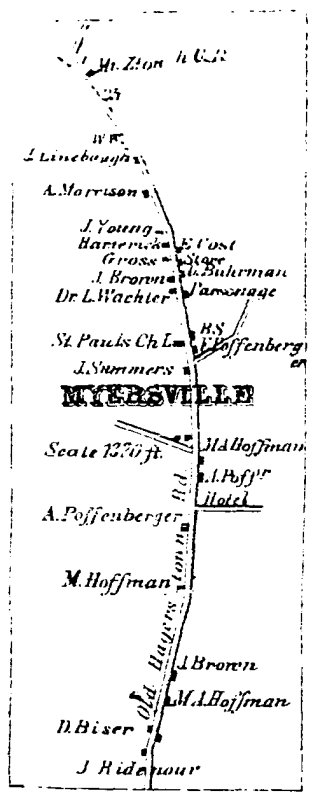 Mt. Zion
J. Linebaugh
A. Morrison
J. Young
E Cost
Gross
Store
J. Brown
Buhrman
Dr. L. Wachter
Parsonage
St. Pauls Ch L
B.S
J. Summers
MYERSVILLE
Scale ft.
Hoffman
Hotel
A. Poffenberger
M. Hoffman
Old Hagerstown Rd
J. Brown
M.A. Hoffman
D. Biser
J Ridenour